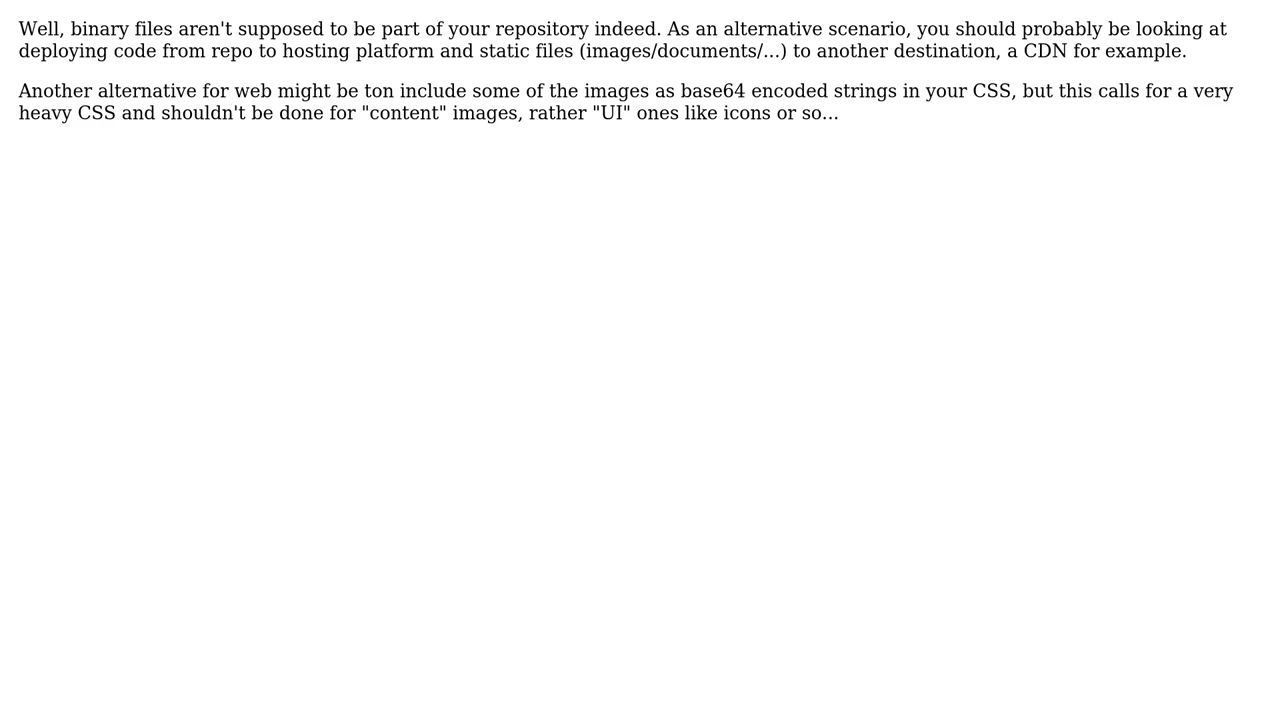 Well, binary files aren't supposed to be part of your repository indeed. As an alternative scenario, you should probably be looking at
deploying code from repo to hosting platform and static files (images/documents/...) to another destination, a CDN for example.
Another alternative for web might be ton include some of the images as base64 encoded strings in your CSS, but this calls for a very
heavy CSS and shouldn't be done for "content" images, rather "UI" ones like icons or so...